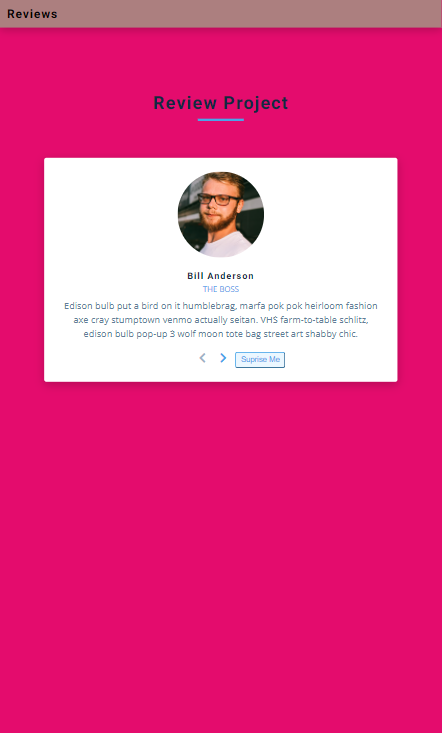 Reviews
Review Project
Bill Anderson
THE BOSS
Edison bulb put a bird on it humblebrag, marfa pok pok heirloom fashion
axe cray stumptown venmo actually seitan. VHS farm-to-table schlitz,
edison bulb pop-up 3 wolf moon tote bag street art shabby chic.
Suprise Me